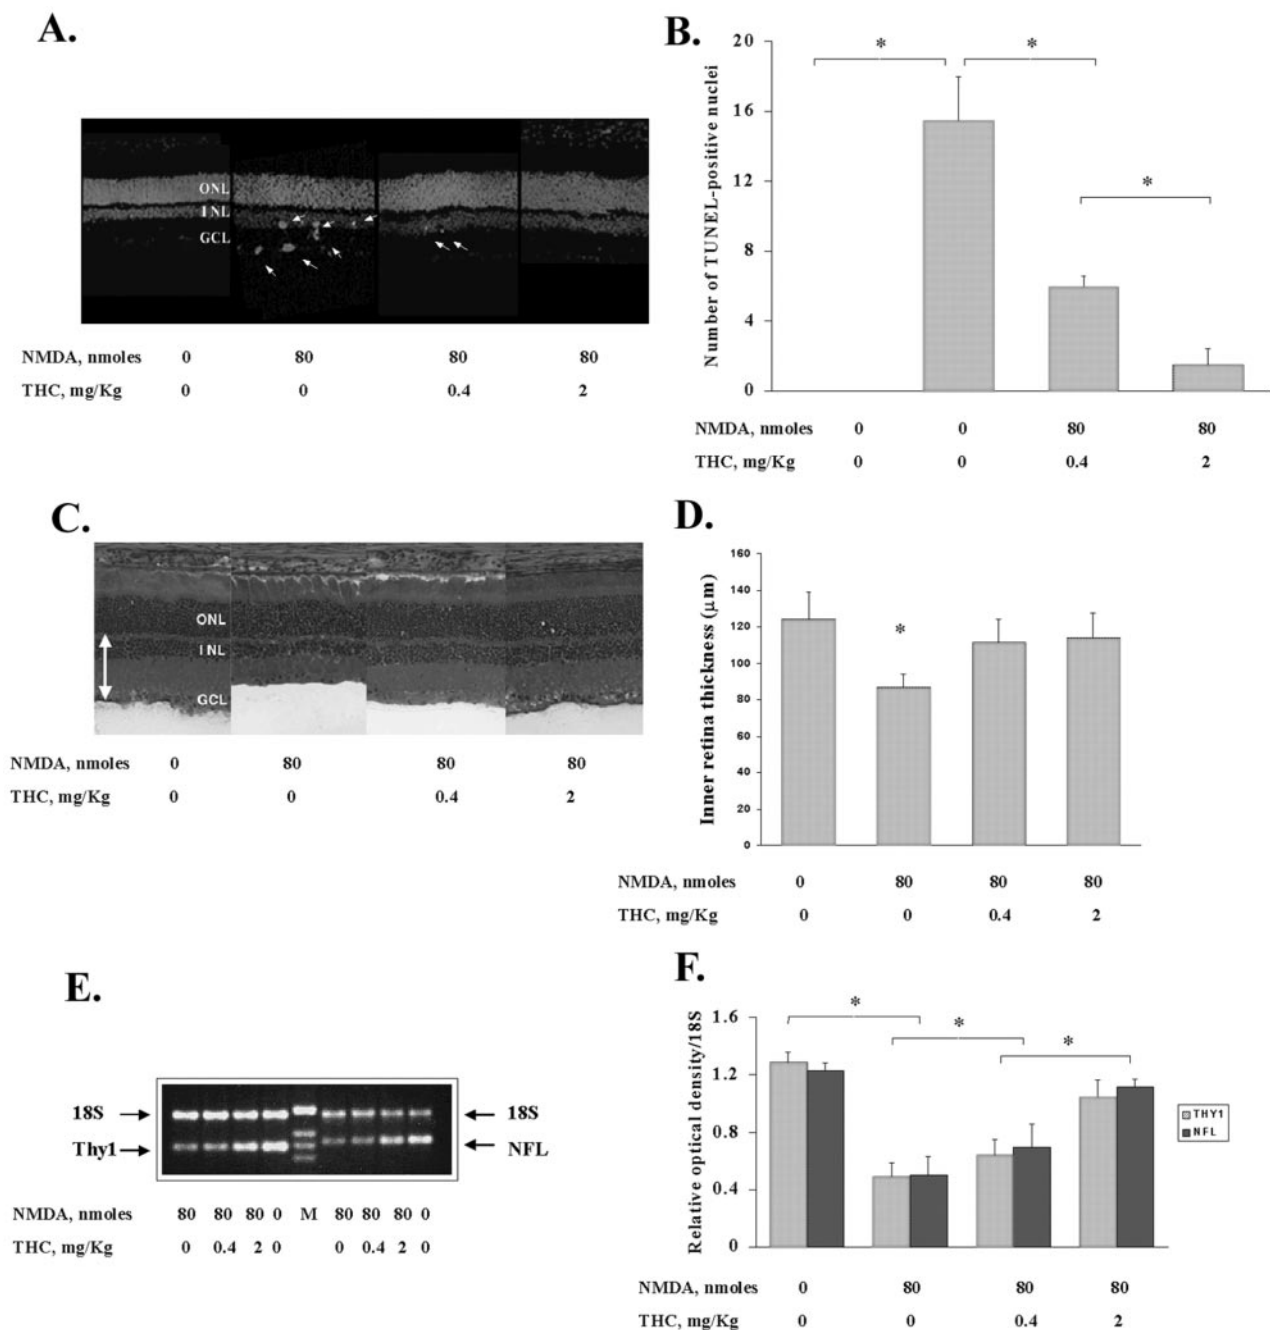 A.
ONL
INL
GCL
NMDA, nmoles 0 80 80 80
THC, mg/Kg 0 0 0.4 2
B.
Number of TUNEL-positive nuclei
20
16
12
8
4
0
* *
*
NMDA, nmoles 0 0 80 80
THC, mg/Kg 0 0 0.4 2
C.
ONL
INL
GCL
NMDA, nmoles 0 80 80 80
THC, mg/Kg 0 0 0.4 2
D.
Inner retina thickness (μm)
160
140
120
100
80
60
40
20
0
*
NMDA, nmoles 0 80 80 80
THC, mg/Kg 0 0 0.4 2
E.
18S 18S
Thy1 NFL
NMDA, nmoles 80 80 80 0 M 80 80 80 0
THC, mg/Kg 0 0.4 2 0 0 0.4 2 0
F.
Relative optical density/18S
1.6
1.2
0.8
0.4
0
*
*
*
THY1
NFL
NMDA, nmoles 0 80 80 80
THC, mg/Kg 0 0 0.4 2